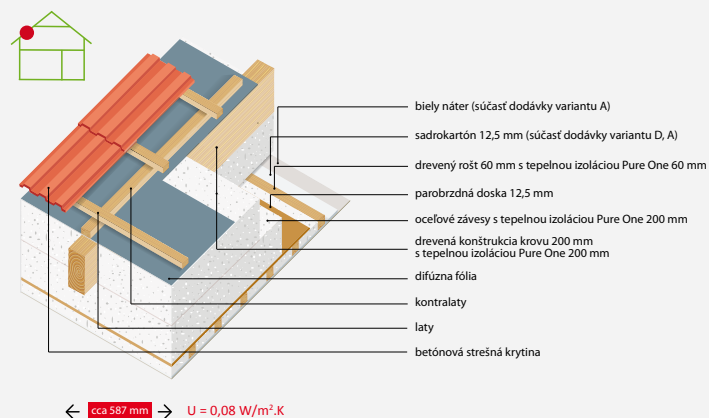 biely náter (súčasť dodávky variantu A)
sadrokartón 12,5 mm (súčasť dodávky variantu D, A)
drevený rošt 60 mm s tepelnou izoláciou Pure One 60 mm
parobrzdná doska 12,5 mm
oceľové závesy s tepelnou izoláciou Pure One 200 mm
drevená konštrukcia krovu 200 mm
s tepelnou izoláciou Pure One 200 mm
difúzna fólia
kontralaty
laty
betónová strešná krytina
cca 587 mm U = 0,08 W/m².K